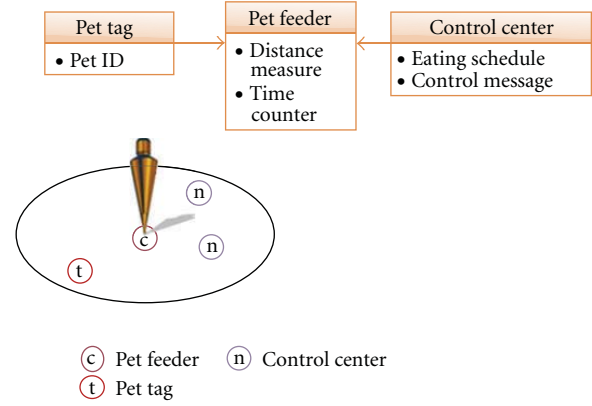 Pet tag
• Pet ID
Pet feeder
• Distance
measure
• Time
counter
Control center
• Eating schedule
• Control message
n
c
n
t
c Pet feeder
n Control center
t Pet tag